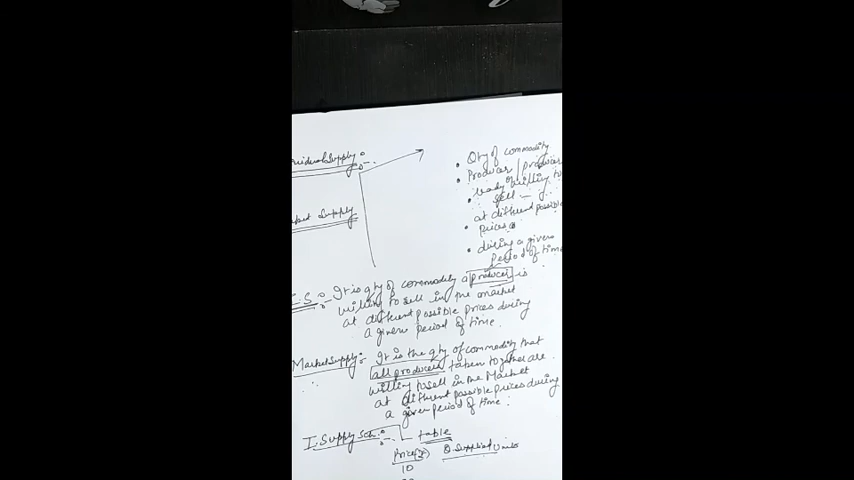 Supply :-
Supply
• Qty of commodity
• Producer / producer
• ready or willing to
sell
at different possible
• prices
• during a given
period of time
I.S :- It is qty of commodity a producer is
willing to sell in the market
at different possible prices during
a given period of time.
Market Supply :- It is the qty of commodity that
all producers taken together are
willing to sell in the Market
at different possible prices during
a given period of time.
I. Supply Sch. :- table
Price(₹) Q. Supplied Units
10